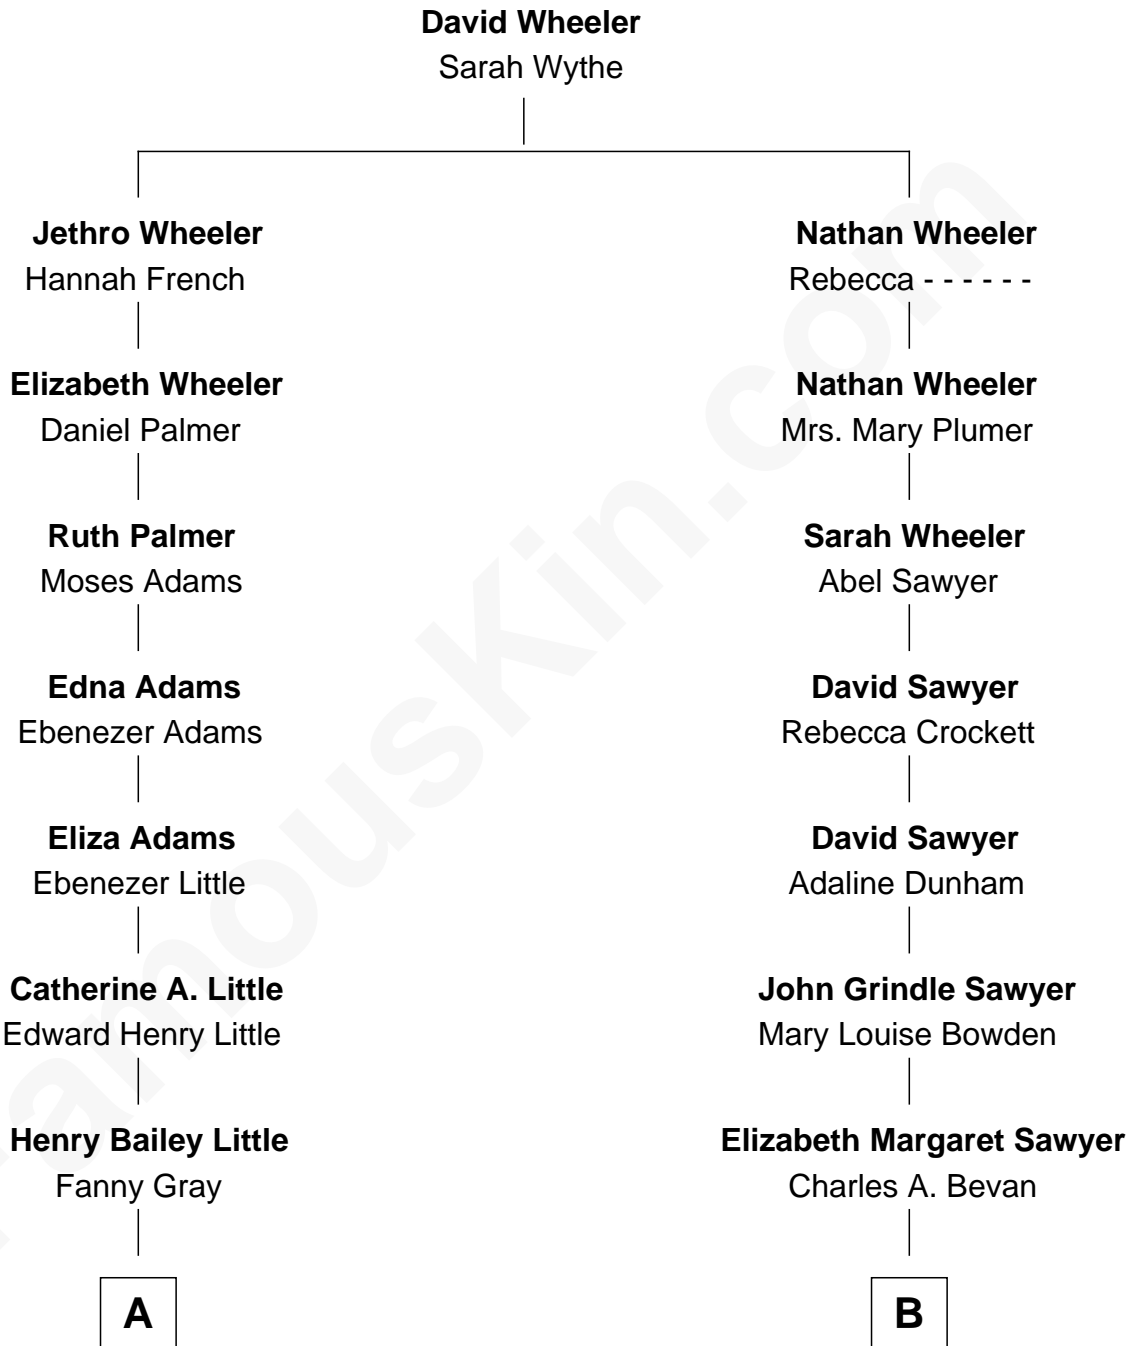 David Wheeler
Sarah Wythe
Jethro Wheeler
Hannah French
Elizabeth Wheeler
Daniel Palmer
Ruth Palmer
Moses Adams
Edna Adams
Ebenezer Adams
Eliza Adams
Ebenezer Little
Catherine A. Little
Edward Henry Little
Henry Bailey Little
Fanny Gray
A
Nathan Wheeler
Rebecca - - - - - -
Nathan Wheeler
Mrs. Mary Plumer
Sarah Wheeler
Abel Sawyer
David Sawyer
Rebecca Crockett
David Sawyer
Adaline Dunham
John Grindle Sawyer
Mary Louise Bowden
Elizabeth Margaret Sawyer
Charles A. Bevan
B
FamousKin.com